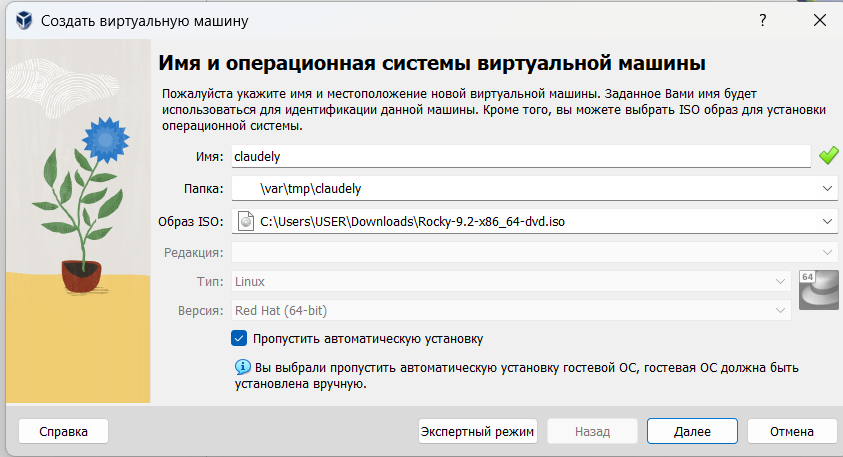 Создать виртуальную машину
?
Имя и операционная системы виртуальной машины
Пожалуйста укажите имя и местоположение новой виртуальной машины. Заданное Вами имя будет
использоваться для идентификации данной машины. Кроме того, вы можете выбрать ISO образ для установки
операционной системы.
Имя: claudely
Папка: \var\tmp\claudely
Образ ISO: C:\Users\USER\Downloads\Rocky-9.2-x86_64-dvd.iso
Редакция:
Тип: Linux
64
Версия: Red Hat (64-bit)
Пропустить автоматическую установку
Вы выбрали пропустить автоматическую установку гостевой ОС, гостевая ОС должна быть
установлена вручную.
Справка Экспертный режим Назад Далее Отмена